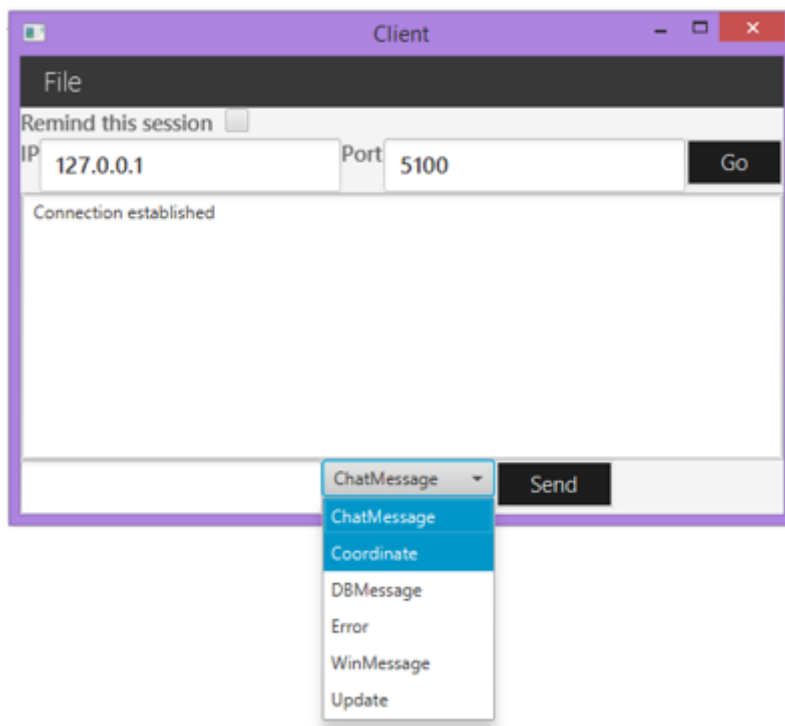 Client
File
Remind this session
IP 127.0.0.1 Port 5100 Go
Connection established
ChatMessage Send
ChatMessage
Coordinate
DBMessage
Error
WinMessage
Update